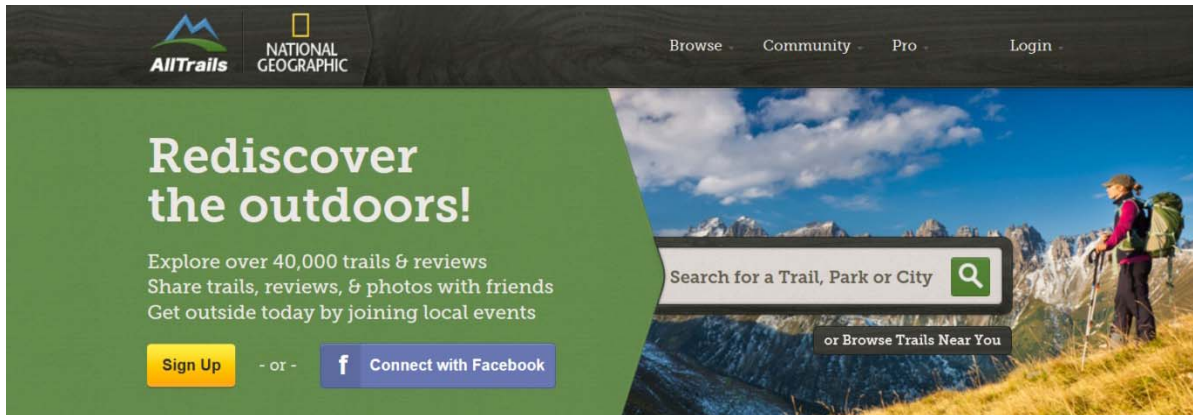 AllTrails
NATIONAL
GEOGRAPHIC
Browse
Community
Pro
Login
Rediscover
the outdoors!
Explore over 40,000 trails & reviews
Share trails, reviews, & photos with friends
Get outside today by joining local events
Sign Up
- or -
f Connect with Facebook
Search for a Trail, Park or City
or Browse Trails Near You